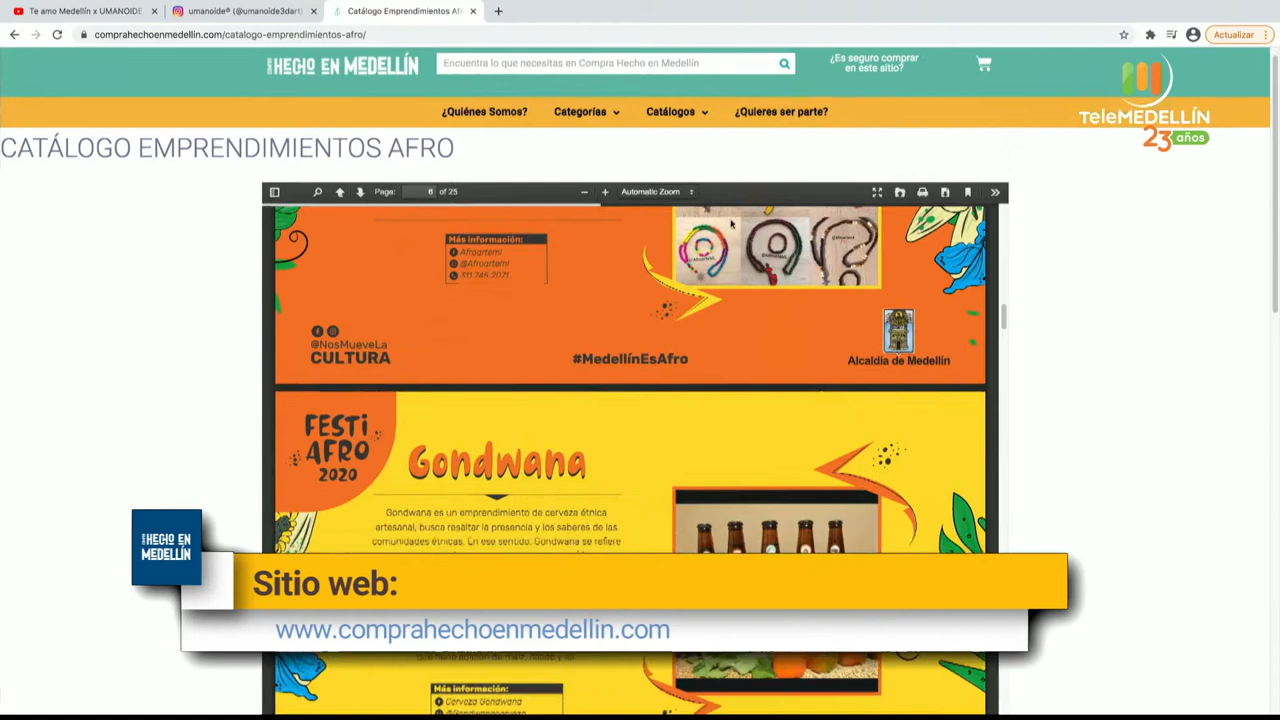 Te amo Medellín x UMANOIDE
umanoide® (@umanoide3dart)
Catálogo Emprendimientos Af
comprahechoenmedellin.com/catalogo-emprendimientos-afro/
Actualizar
HECHO EN MEDELLÍN
Encuentra lo que necesitas en Compra Hecho en Medellín
¿Es seguro comprar
en este sitio?
¿Quiénes Somos?
Categorías
Catálogos
¿Quieres ser parte?
TeleMEDELLÍN
23 años
CATÁLOGO EMPRENDIMIENTOS AFRO
Page: 6 of 25
Automatic Zoom
Más información:
Afroartemi
@Afroartemi
311 745 2071
@NosMueveLa
CULTURA
#MedellínEsAfro
Alcaldía de Medellín
FESTI
AFRO
2020
Gondwana
Gondwana es un emprendimiento de cerveza étnica
artesanal, busca resaltar la presencia y los saberes de las
comunidades étnicas. En ese sentido, Gondwana se refiere
HECHO EN
MEDELLÍN
Sitio web:
www.comprahechoenmedellin.com
Más información:
Cerveza Gondwana
@Gondwanacerveza